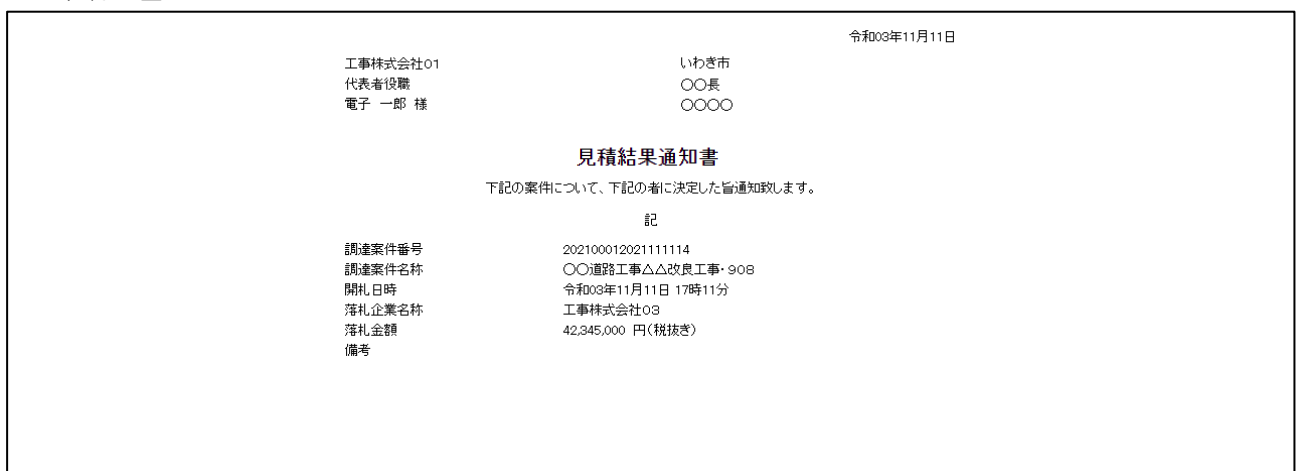 令和03年11月11日
工事株式会社01 いわき市
代表者役職 〇〇長
電子 一郎 様 〇〇〇〇
見積結果通知書
下記の案件について、下記の者に決定した旨通知致します。
記
調達案件番号 202100012021111114
調達案件名称 〇〇道路工事△△改良工事・908
開札日時 令和03年11月11日 17時11分
落札企業名称 工事株式会社03
落札金額 42,345,000 円(税抜き)
備考